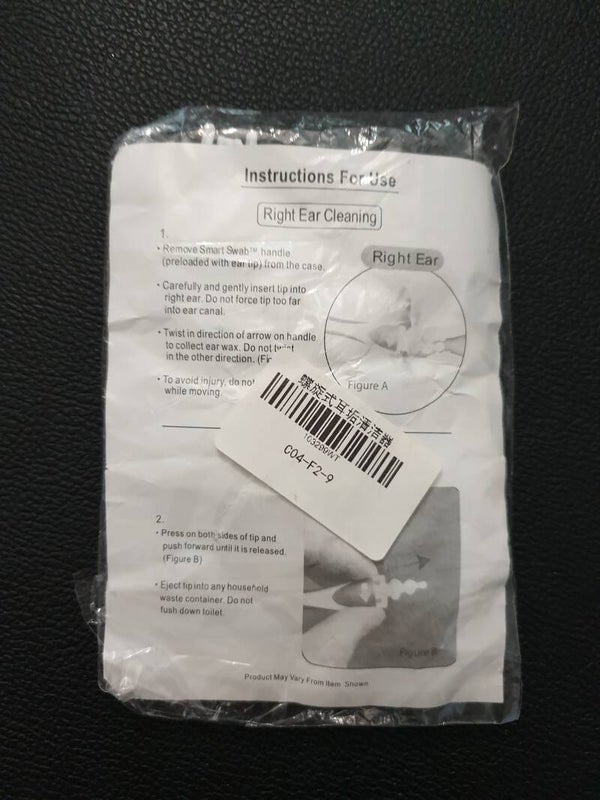 Instructions For Use
Right Ear Cleaning
1.
• Remove Smart Swab™ handle
(preloaded with ear tip) from the case.
• Carefully and gently insert tip into
right ear. Do not force tip too far
into ear canal.
• Twist in direction of arrow on handle
to collect ear wax. Do not twist
in the other direction.
• To avoid injury, do not
while moving.
Right Ear
Figure A
螺旋式耳垢清洁器
103299WT
C04-F2-9
2.
• Press on both sides of tip and
push forward until it is released.
(Figure B)
• Eject tip into any household
waste container. Do not
fush down toilet.
Figure B
Product May Vary From Item Shown